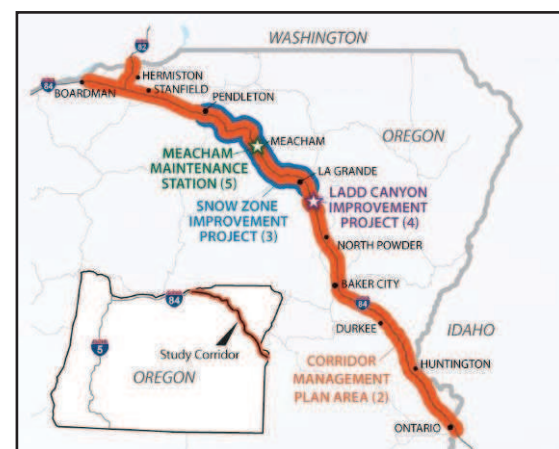 WASHINGTON
82
84
BOARDMAN
HERMISTON
STANFIELD
PENDLETON
OREGON
MEACHAM
MEACHAM
MAINTENANCE
STATION (5)
LA GRANDE
SNOW ZONE
IMPROVEMENT
PROJECT (3)
LADD CANYON
IMPROVEMENT
PROJECT (4)
NORTH POWDER
BAKER CITY
84
DURKEE
IDAHO
HUNTINGTON
CORRIDOR
MANAGEMENT
PLAN AREA (2)
ONTARIO
84
5
Study Corridor
OREGON